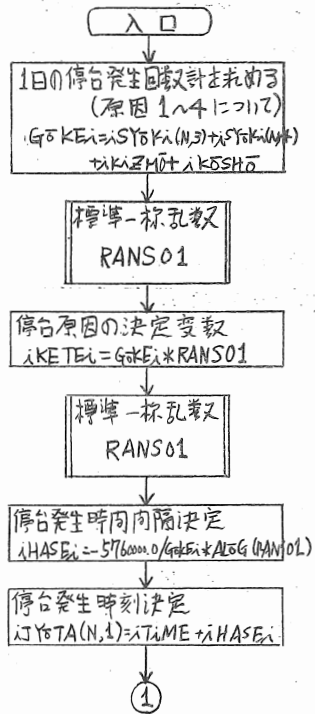 入口
1日の停台発生回数計を求める
(原因1～4について)
GōKEi=iSYōKi(N,3)+iSYōKi(N,4)
+iKiZMō+iKōSHō
標準一様乱数
RANS01
停台原因の決定変数
iKETEi=GōKEi*RANS01
標準一様乱数
RANS01
停台発生時間間隔決定
iHASEi=-5760000.0/GōKEi*ALōG(RANS01)
停台発生時刻決定
iJYōTA(N,1)=iTiME+iHASEi
1